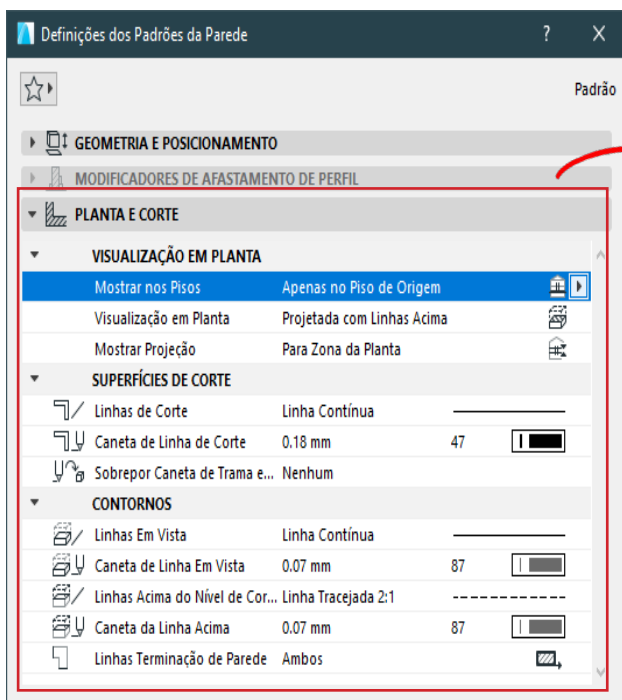 Definições dos Padrões da Parede ? X
Padrão
GEOMETRIA E POSICIONAMENTO
MODIFICADORES DE AFASTAMENTO DE PERFIL
PLANTA E CORTE
VISUALIZAÇÃO EM PLANTA
Mostrar nos Pisos Apenas no Piso de Origem
Visualização em Planta Projetada com Linhas Acima
Mostrar Projeção Para Zona da Planta
SUPERFÍCIES DE CORTE
Linhas de Corte Linha Contínua
Caneta de Linha de Corte 0.18 mm 47
Sobrepor Caneta de Trama e... Nenhum
CONTORNOS
Linhas Em Vista Linha Contínua
Caneta de Linha Em Vista 0.07 mm 87
Linhas Acima do Nível de Cor... Linha Tracejada 2:1
Caneta da Linha Acima 0.07 mm 87
Linhas Terminação de Parede Ambos